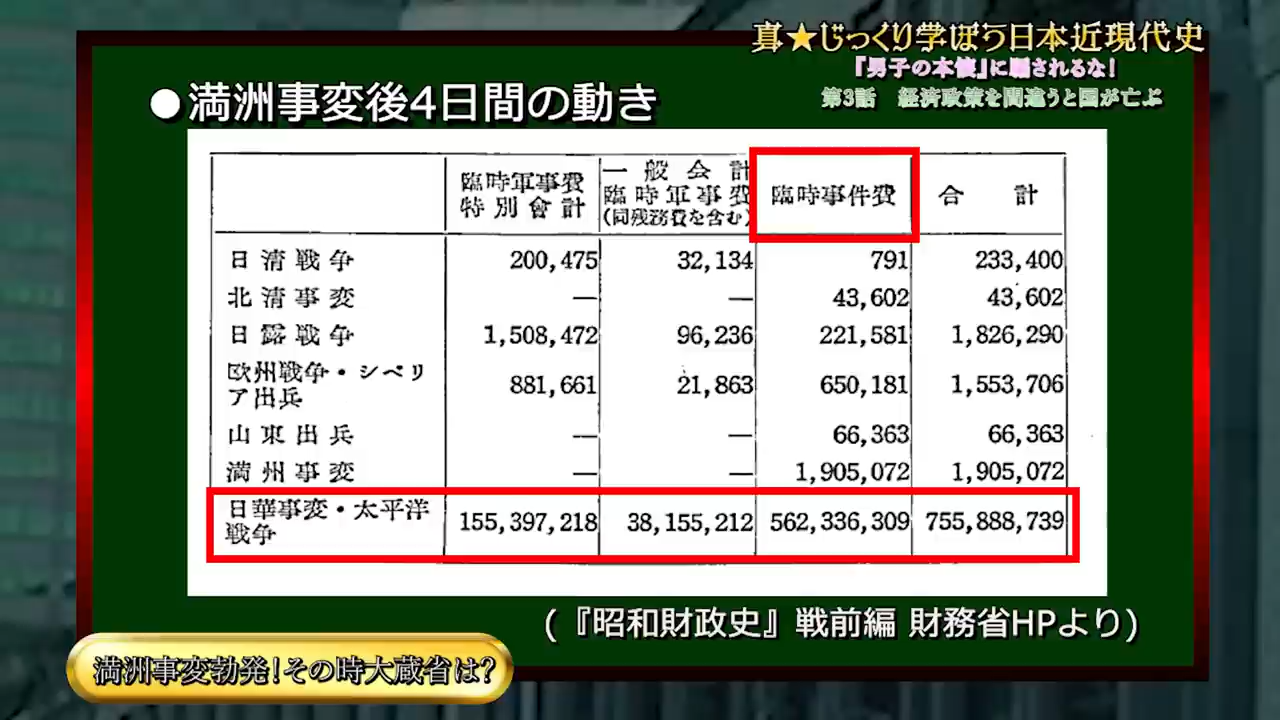 真★じっくり学ぼう日本近現代史
『男子の本懐』に騙されるな!
第3話 経済政策を間違うと国が亡ぶ
●満洲事変後4日間の動き
臨時軍事費特別會計 一般会計臨時軍事費(同残務費を含む) 臨時事件費 合計
日清戦争 200,475 32,134 791 233,400
北清事変 — — 43,602 43,602
日露戦争 1,508,472 96,236 221,581 1,826,290
欧州戦争・シベリア出兵 881,661 21,863 650,181 1,553,706
山東出兵 — — 66,363 66,363
満州事変 — — 1,905,072 1,905,072
日華事変・太平洋戦争 155,397,218 38,155,212 562,336,309 755,888,739
(『昭和財政史』戦前編 財務省HPより)
満洲事変勃発!その時大蔵省は?